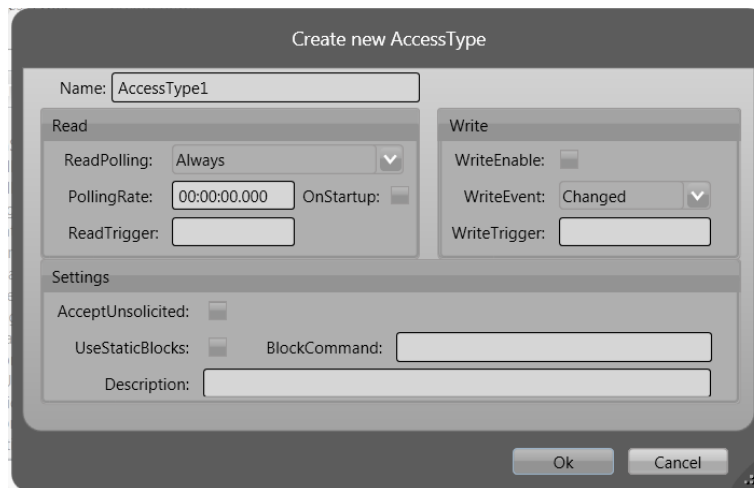 Create new AccessType
Name: AccessType1
Read
ReadPolling: Always
PollingRate: 00:00:00.000 OnStartup:
ReadTrigger:
Write
WriteEnable:
WriteEvent: Changed
WriteTrigger:
Settings
AcceptUnsolicited:
UseStaticBlocks: BlockCommand:
Description:
Ok Cancel